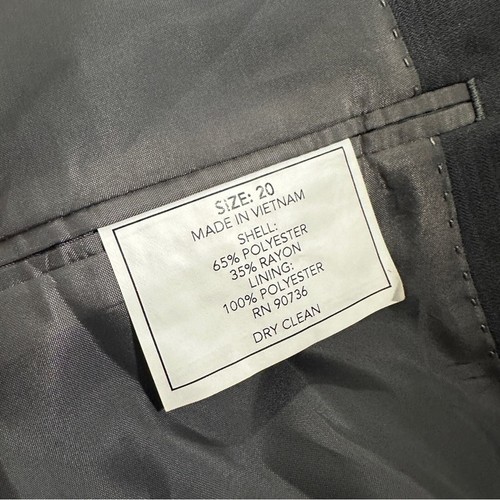 SIZE: 20
MADE IN VIETNAM
SHELL:
65% POLYESTER
35% RAYON
LINING:
100% POLYESTER
RN 90736
DRY CLEAN